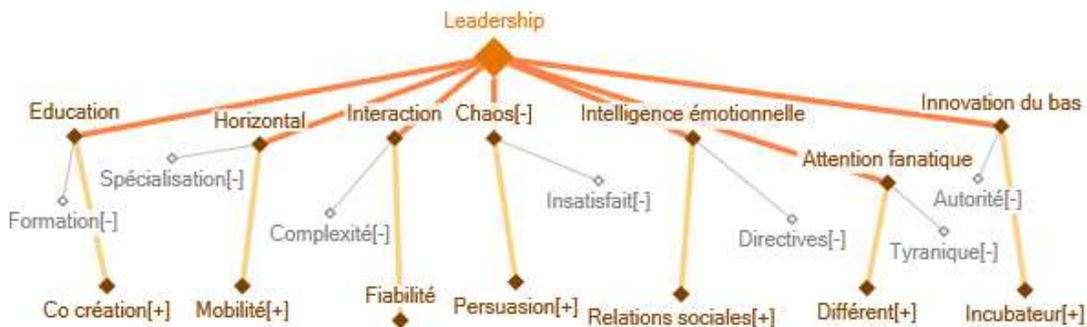 Leadership
Education
Horizontal
Interaction
Chaos[-]
Intelligence émotionnelle
Innovation du bas
Attention fanatique
Spécialisation[-]
Formation[-]
Complexité[-]
Insatisfait[-]
Directives[-]
Tyranique[-]
Autorité[-]
Co création[+]
Mobilité[+]
Fiabilité
Persuasion[+]
Relations sociales[+]
Différent[+]
Incubateur[+]